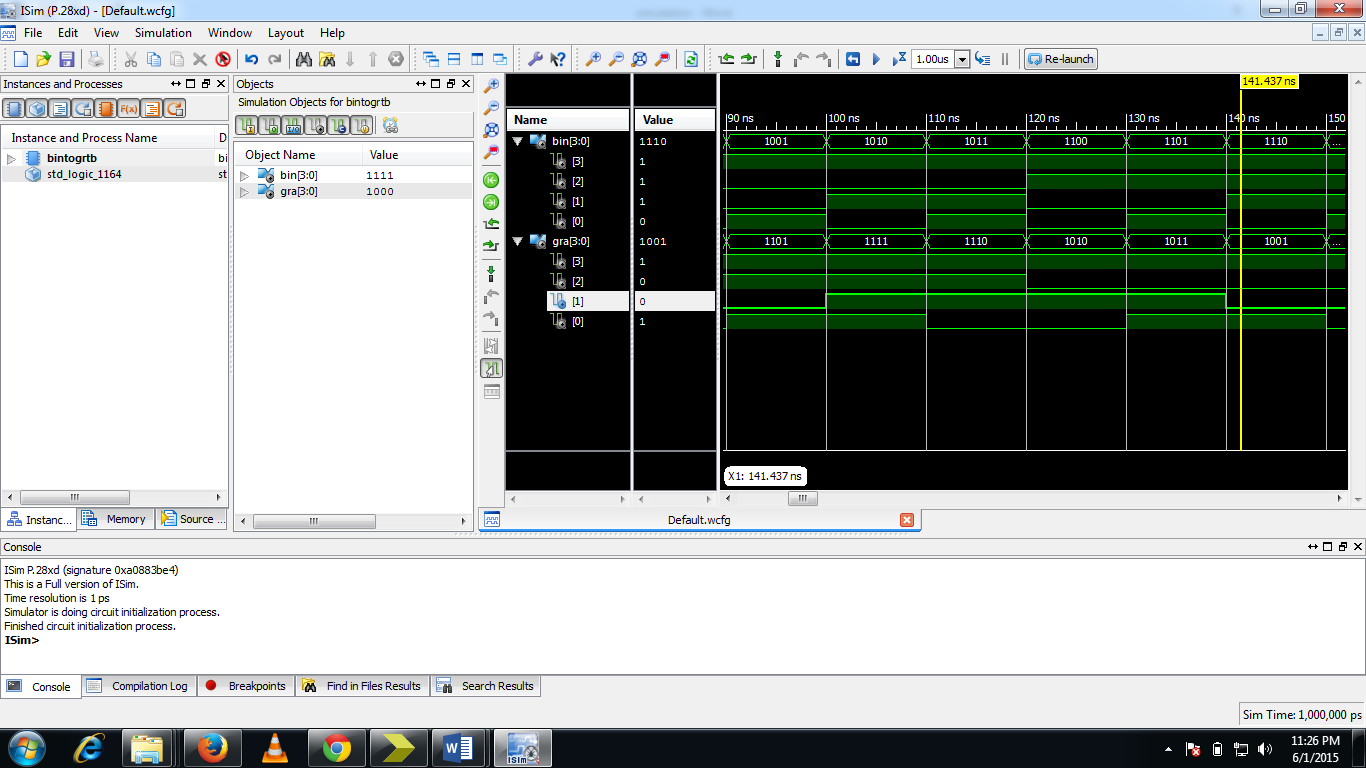 ISim (P.28xd) - [Default.wcfg]
File Edit View Simulation Window Layout Help
1.00us Re-launch
Instances and Processes
Instance and Process Name D
bintogrtb bi
std_logic_1164 st
Instanc... Memory Source ...
Objects
Simulation Objects for bintogrtb
Object Name Value
bin[3:0] 1111
gra[3:0] 1000
Name Value
bin[3:0] 1110
[3] 1
[2] 1
[1] 1
[0] 0
gra[3:0] 1001
[3] 1
[2] 0
[1] 0
[0] 1
141.437 ns
90 ns 100 ns 110 ns 120 ns 130 ns 140 ns 150
1001 1010 1011 1100 1101 1110 ...
1101 1111 1110 1010 1011 1001 ...
X1: 141.437 ns
Default.wcfg
Console
ISim P.28xd (signature 0xa0883be4)
This is a Full version of ISim.
Time resolution is 1 ps
Simulator is doing circuit initialization process.
Finished circuit initialization process.
ISim>
Console Compilation Log Breakpoints Find in Files Results Search Results
Sim Time: 1,000,000 ps
ISim
11:26 PM
6/1/2015